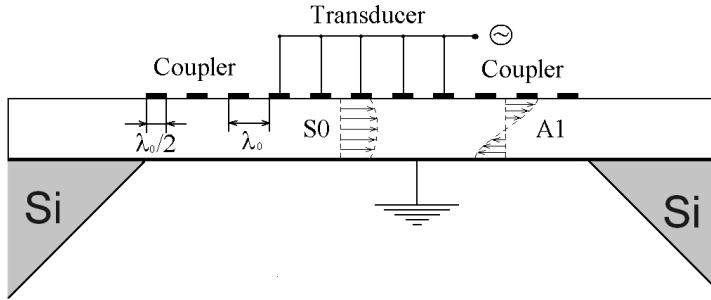 Transducer
Coupler
Coupler
λ₀/2
λ₀
S0
A1
Si
Si